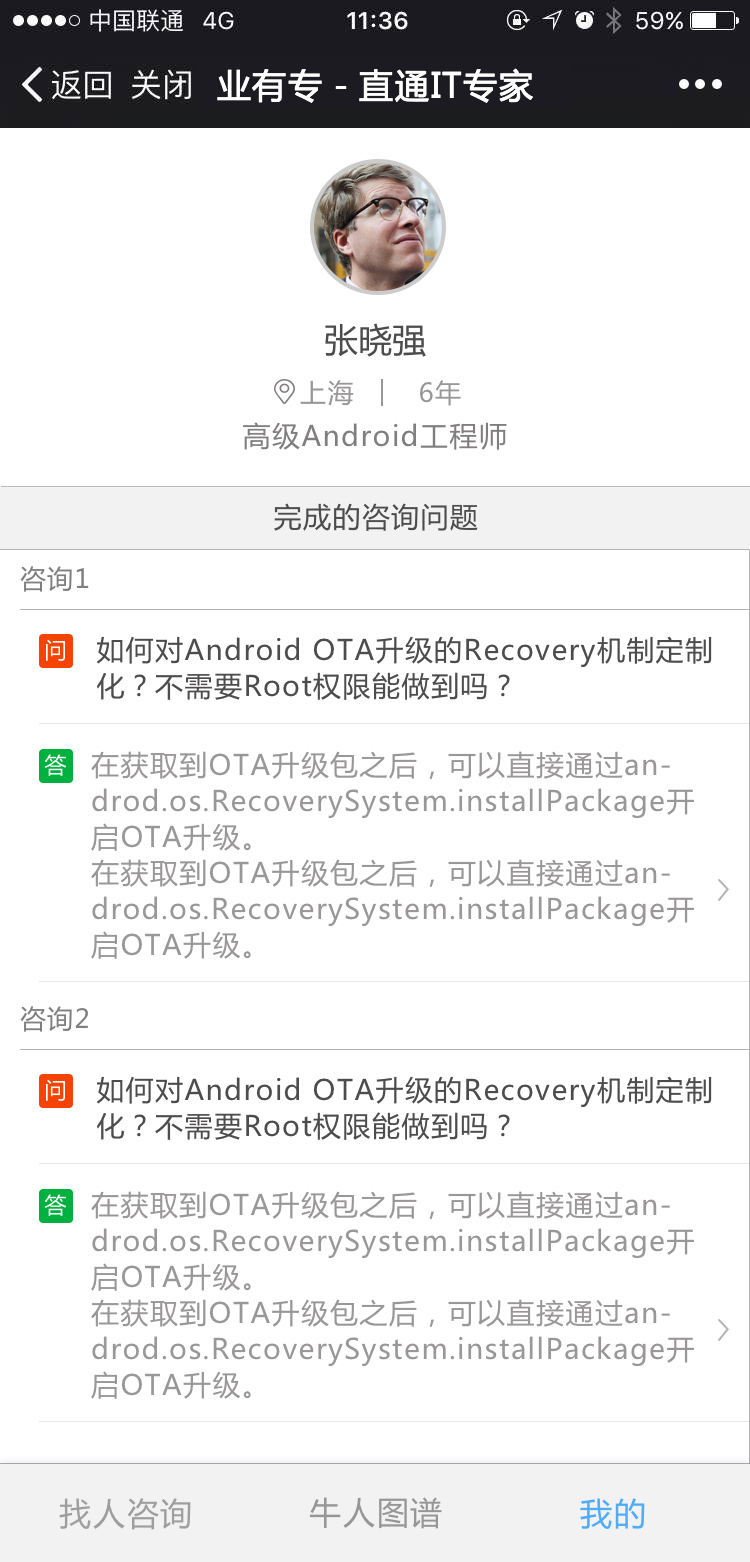 中国联通 4G 11:36 59%
返回 关闭 业有专 - 直通IT专家
张晓强
上海 | 6年
高级Android工程师
完成的咨询问题
咨询1
问 如何对Android OTA升级的Recovery机制定制
化？不需要Root权限能做到吗？
答 在获取到OTA升级包之后，可以直接通过an-
drod.os.RecoverySystem.installPackage开
启OTA升级。
在获取到OTA升级包之后，可以直接通过an-
drod.os.RecoverySystem.installPackage开
启OTA升级。
咨询2
问 如何对Android OTA升级的Recovery机制定制
化？不需要Root权限能做到吗？
答 在获取到OTA升级包之后，可以直接通过an-
drod.os.RecoverySystem.installPackage开
启OTA升级。
在获取到OTA升级包之后，可以直接通过an-
drod.os.RecoverySystem.installPackage开
启OTA升级。
找人咨询 牛人图谱 我的